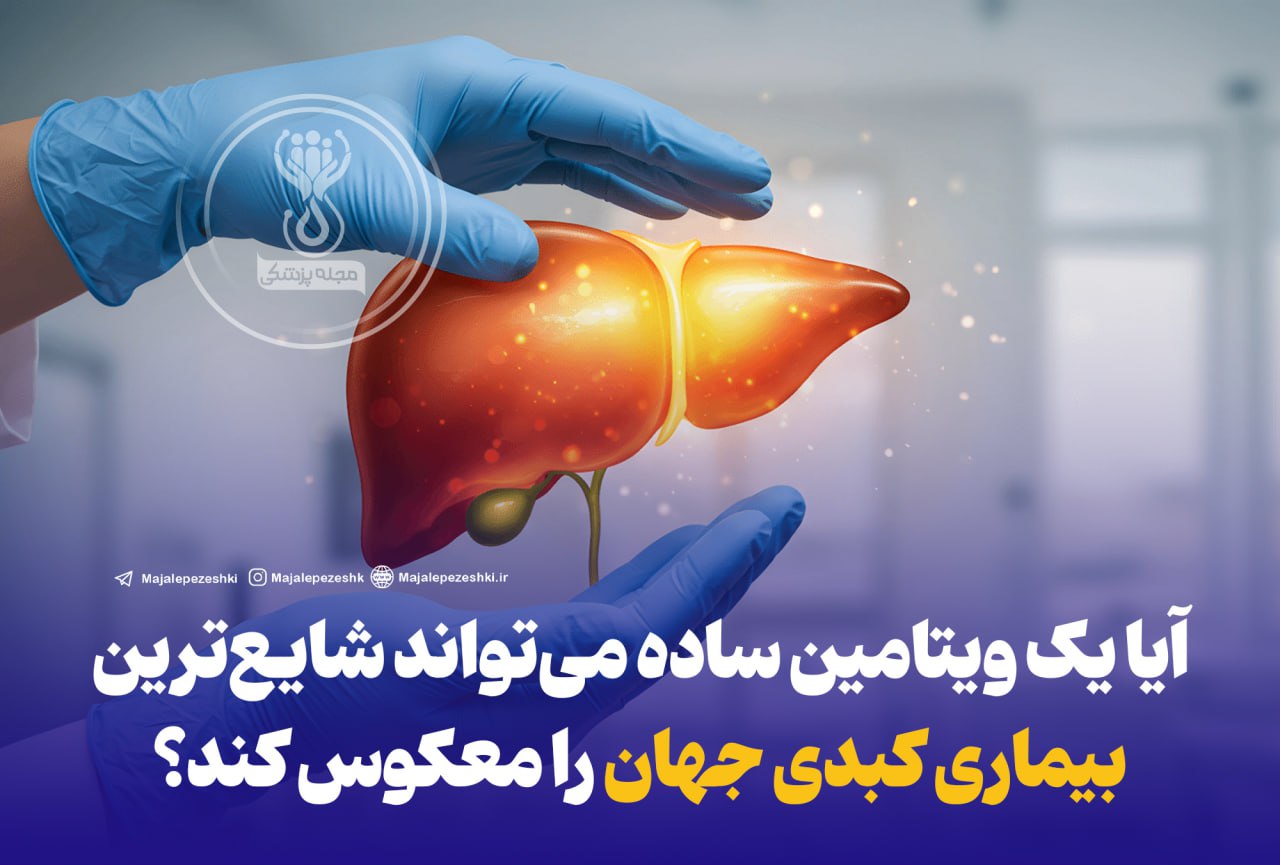 مجله پزشکی
Majalepezeshki Majalepezeshk Majalepezeshki.ir
آیا یک ویتامین ساده می‌تواند شایع‌ترین
بیماری کبدی جهان را معکوس کند؟